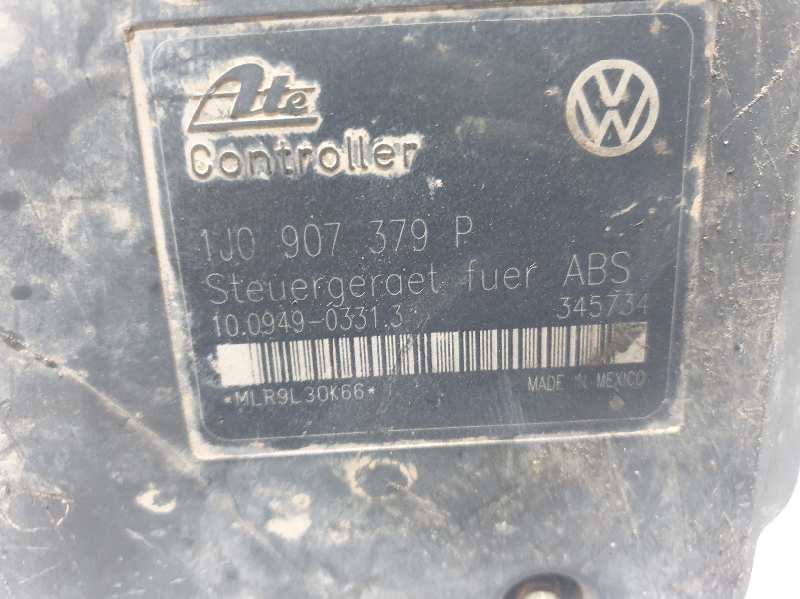 Ate
Controller
1J0 907 379 P
Steuergeraet fuer ABS
10.0949-0331.3 345734
*MLR9L30K66*
MADE IN MEXICO